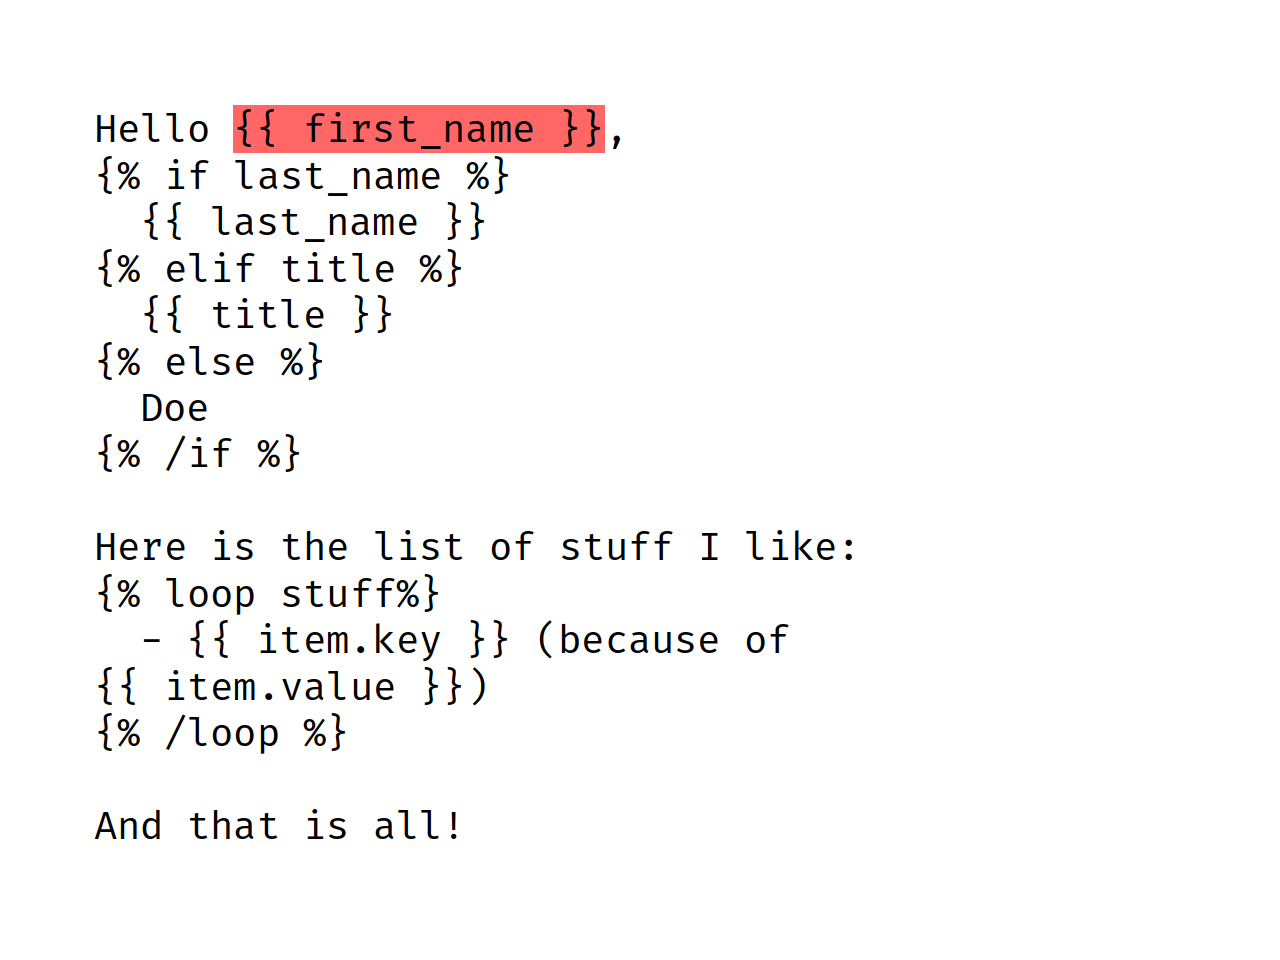 Hello {{ first_name }},
{% if last_name %}
  {{ last_name }}
{% elif title %}
  {{ title }}
{% else %}
  Doe
{% /if %}

Here is the list of stuff I like:
{% loop stuff%}
  - {{ item.key }} (because of
{{ item.value }})
{% /loop %}

And that is all!